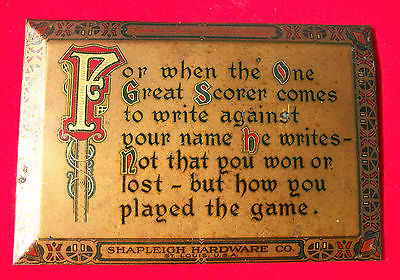 For when the One
Great Scorer comes
to write against
your name he writes-
Not that you won or
lost - but how you
played the game.
SHAPLEIGH HARDWARE CO.
ST. LOUIS, U.S.A.